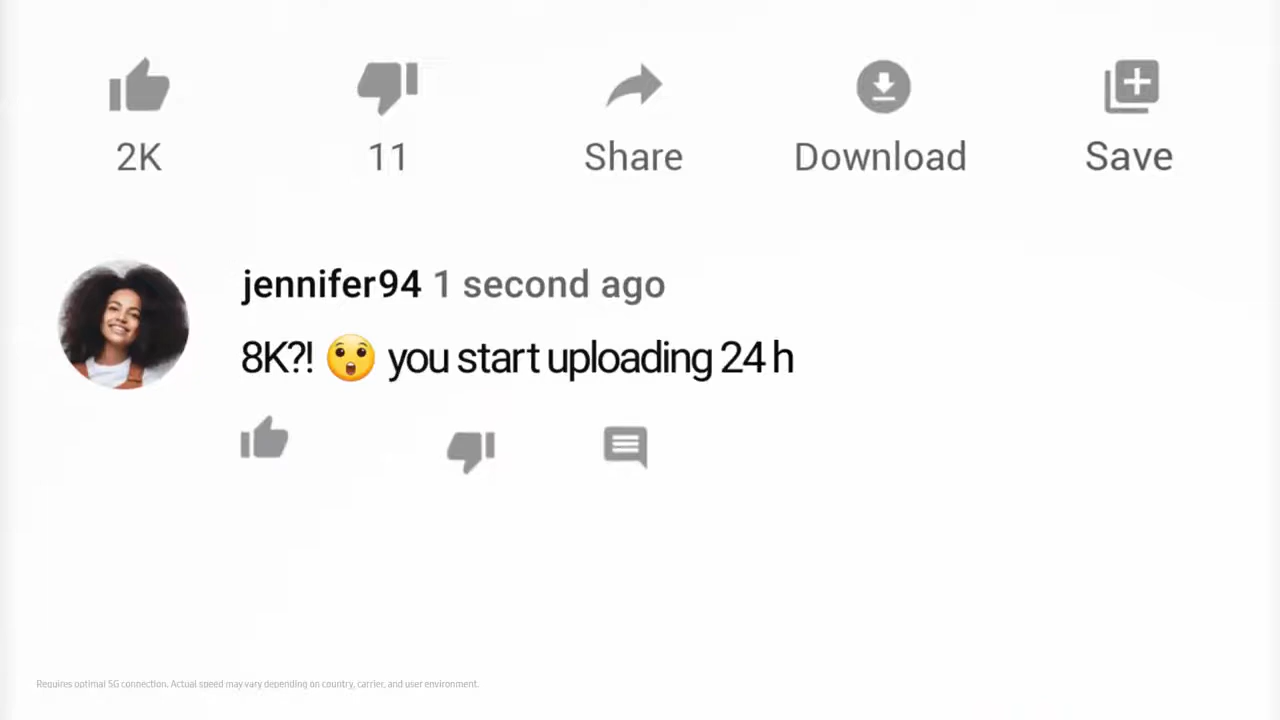 2K
11
Share
Download
Save
jennifer94 1 second ago
8K?! 😲 you start uploading 24 h
Requires optimal 5G connection. Actual speed may vary depending on country, carrier, and user environment.